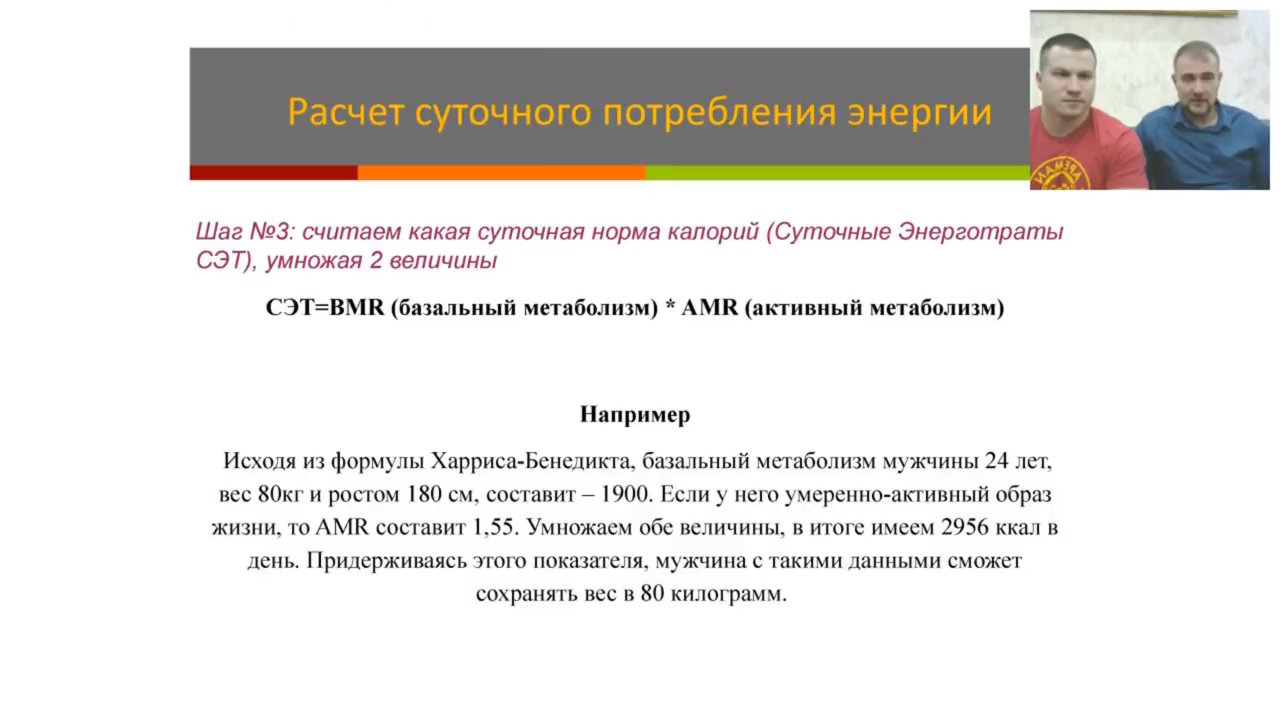 Расчет суточного потребления энергии
Шаг №3: считаем какая суточная норма калорий (Суточные Энерготраты
СЭТ), умножая 2 величины
СЭТ=BMR (базальный метаболизм) * AMR (активный метаболизм)
Например
Исходя из формулы Харриса-Бенедикта, базальный метаболизм мужчины 24 лет,
вес 80кг и ростом 180 см, составит – 1900. Если у него умеренно-активный образ
жизни, то AMR составит 1,55. Умножаем обе величины, в итоге имеем 2956 ккал в
день. Придерживаясь этого показателя, мужчина с такими данными сможет
сохранять вес в 80 килограмм.